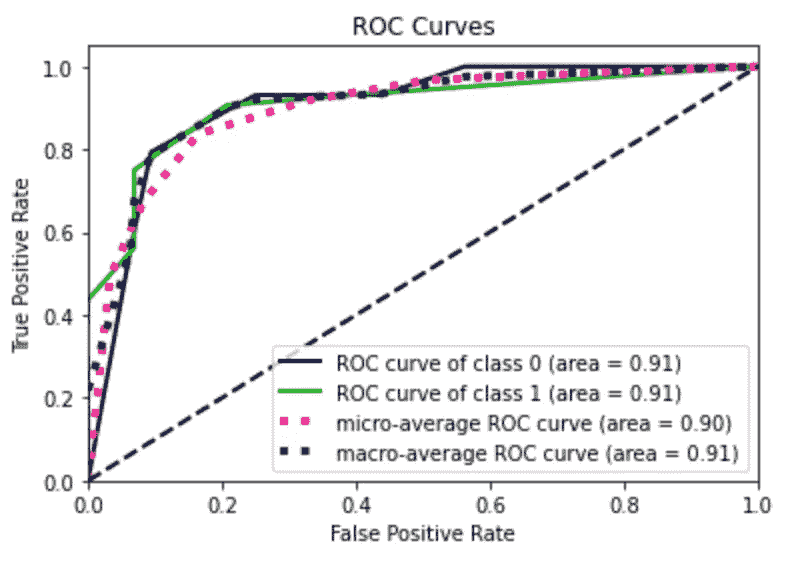 ROC Curves
True Positive Rate
1.0
0.8
0.6
0.4
0.2
0.0
ROC curve of class 0 (area = 0.91)
ROC curve of class 1 (area = 0.91)
micro-average ROC curve (area = 0.90)
macro-average ROC curve (area = 0.91)
0.0 0.2 0.4 0.6 0.8 1.0
False Positive Rate